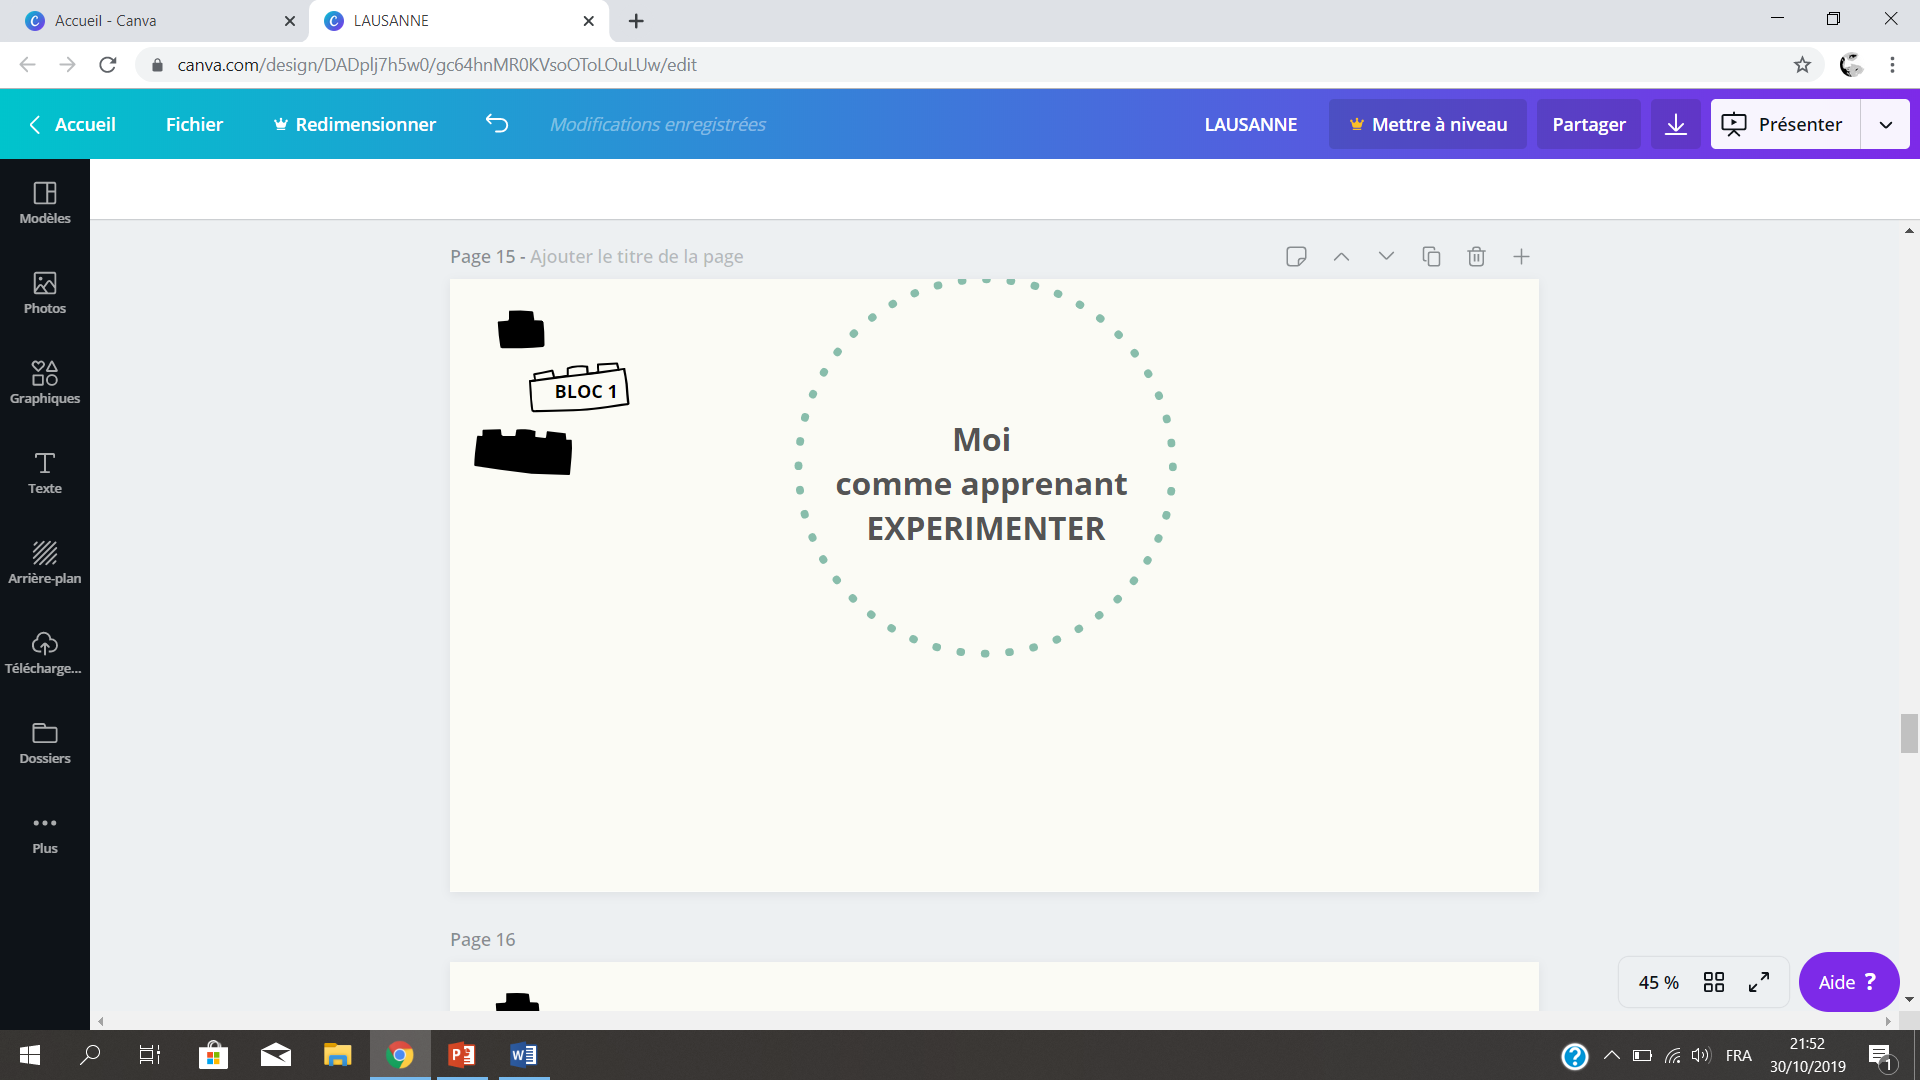 Accueil - Canva
LAUSANNE
canva.com/design/DADplj7h5w0/gc64hnMR0KVsoOToLOuLUw/edit
Accueil
Fichier
Redimensionner
Modifications enregistrées
LAUSANNE
Mettre à niveau
Partager
Présenter
Modèles
Photos
Graphiques
Texte
Arrière-plan
Télécharge...
Dossiers
Plus
Page 15 - Ajouter le titre de la page
BLOC 1
Moi
comme apprenant
EXPERIMENTER
Page 16
45 %
Aide ?
FRA
21:52
30/10/2019
1